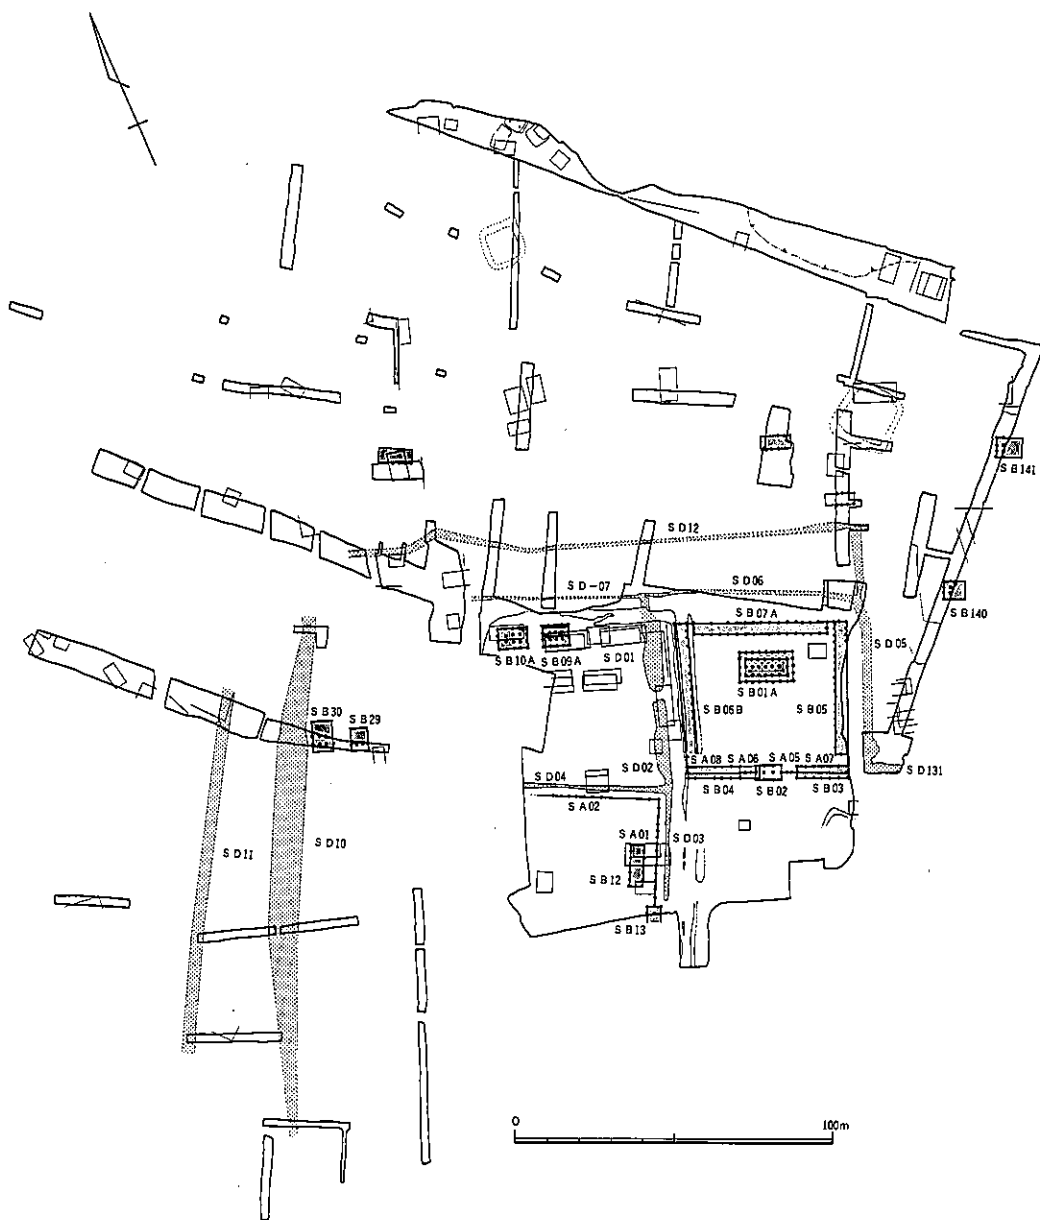 S B141
S D12
S D-07
S D06
S B140
S B07A
S B10A
S B09A
S D01
S D05
S B01A
S B06B
S B05
S B30
S B29
S A08
S A06
S A05
S A07
S D131
S D04
S D02
S B04
S B02
S B03
S A02
S A01
S D03
S D11
S D10
S B12
S B13
0
100m